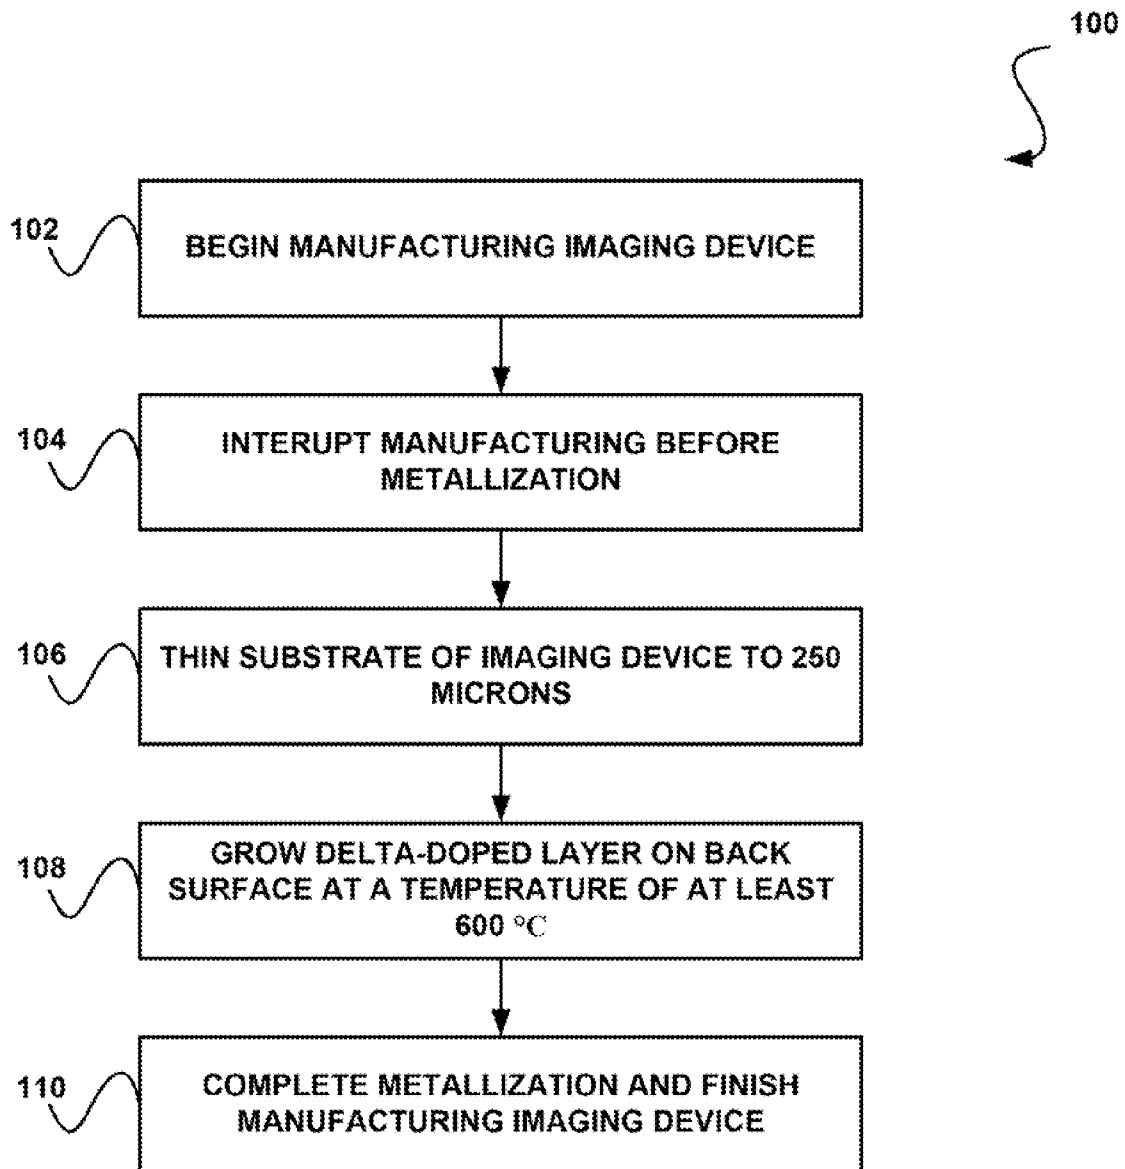 100
102
BEGIN MANUFACTURING IMAGING DEVICE
104
INTERUPT MANUFACTURING BEFORE
METALLIZATION
106
THIN SUBSTRATE OF IMAGING DEVICE TO 250
MICRONS
108
GROW DELTA-DOPED LAYER ON BACK
SURFACE AT A TEMPERATURE OF AT LEAST
600 °C
110
COMPLETE METALLIZATION AND FINISH
MANUFACTURING IMAGING DEVICE